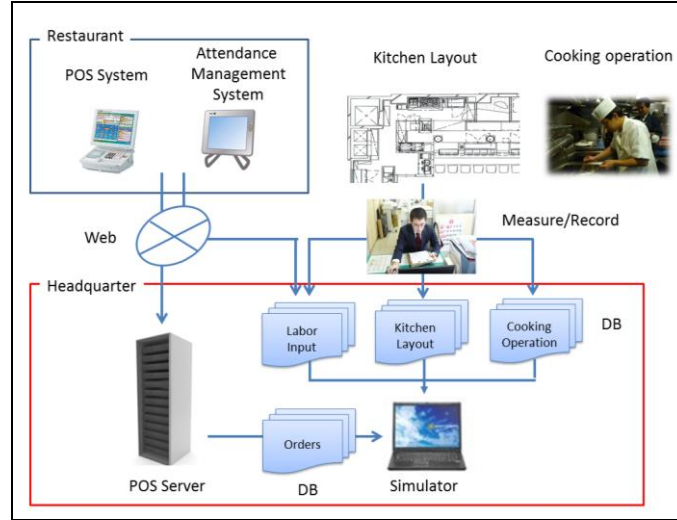 Restaurant
POS System
Attendance
Management
System
Kitchen Layout
Cooking operation
Web
Measure/Record
Headquarter
Labor
Input
Kitchen
Layout
Cooking
Operation
DB
Orders
POS Server
DB
Simulator